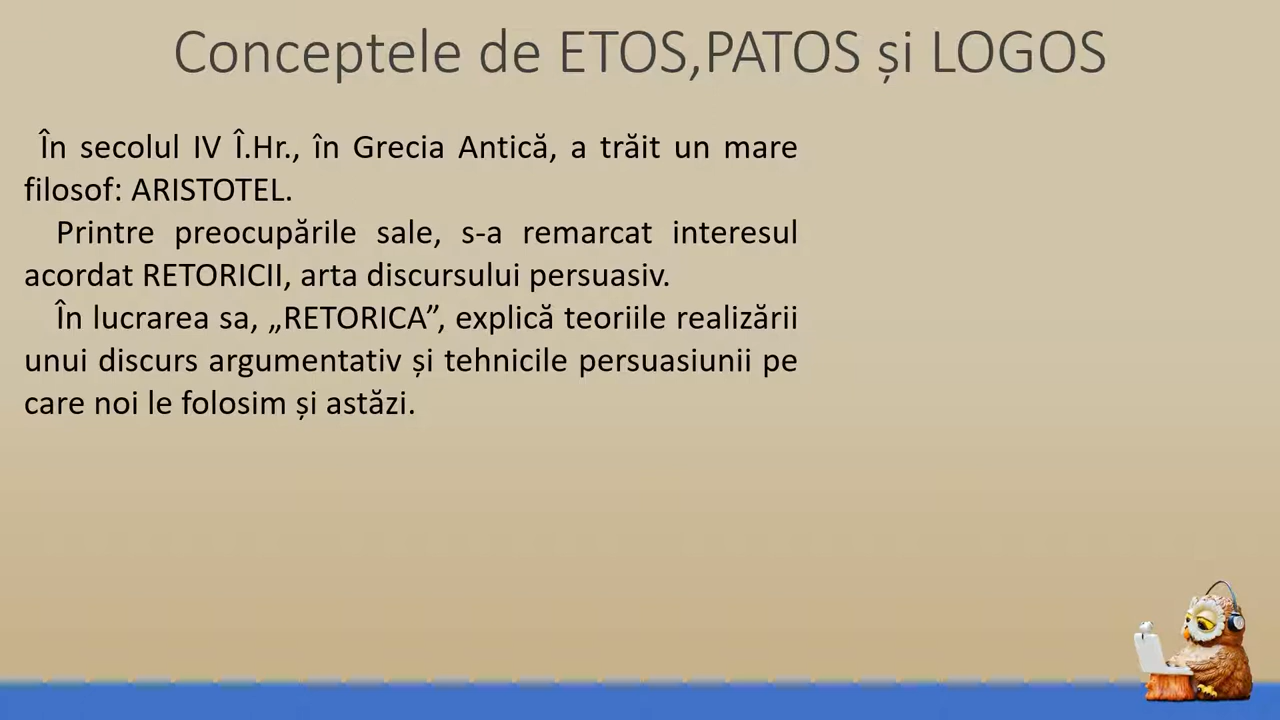 Conceptele de ETOS,PATOS și LOGOS
În secolul IV Î.Hr., în Grecia Antică, a trăit un mare
filosof: ARISTOTEL.
Printre preocupările sale, s-a remarcat interesul
acordat RETORICII, arta discursului persuasiv.
În lucrarea sa, „RETORICA”, explică teoriile realizării
unui discurs argumentativ și tehnicile persuasiunii pe
care noi le folosim și astăzi.